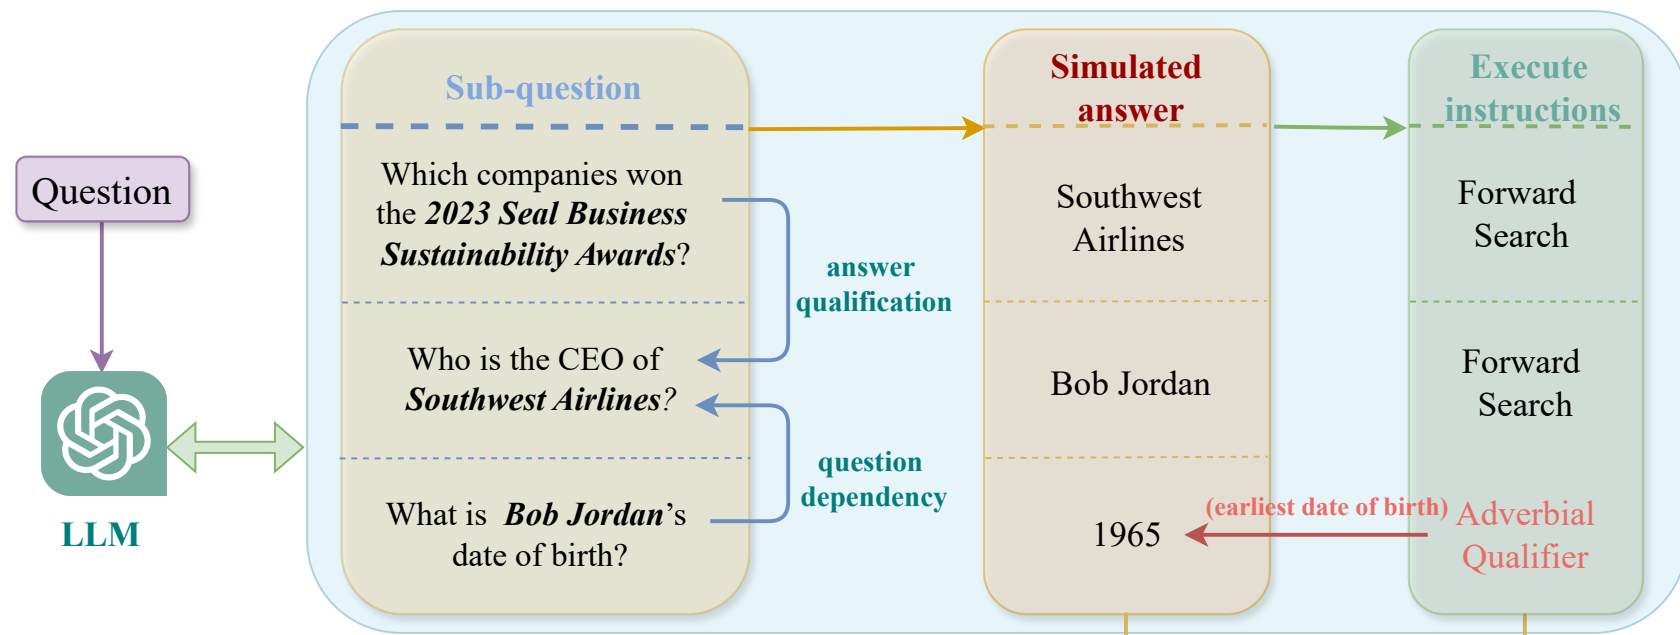 Question
LLM
Sub-question
Which companies won
the 2023 Seal Business
Sustainability Awards?
Who is the CEO of
Southwest Airlines?
What is Bob Jordan's
date of birth?
answer
qualification
question
dependency
Simulated
answer
Southwest
Airlines
Bob Jordan
1965
(earliest date of birth)
Execute
instructions
Forward
Search
Forward
Search
Adverbial
Qualifier